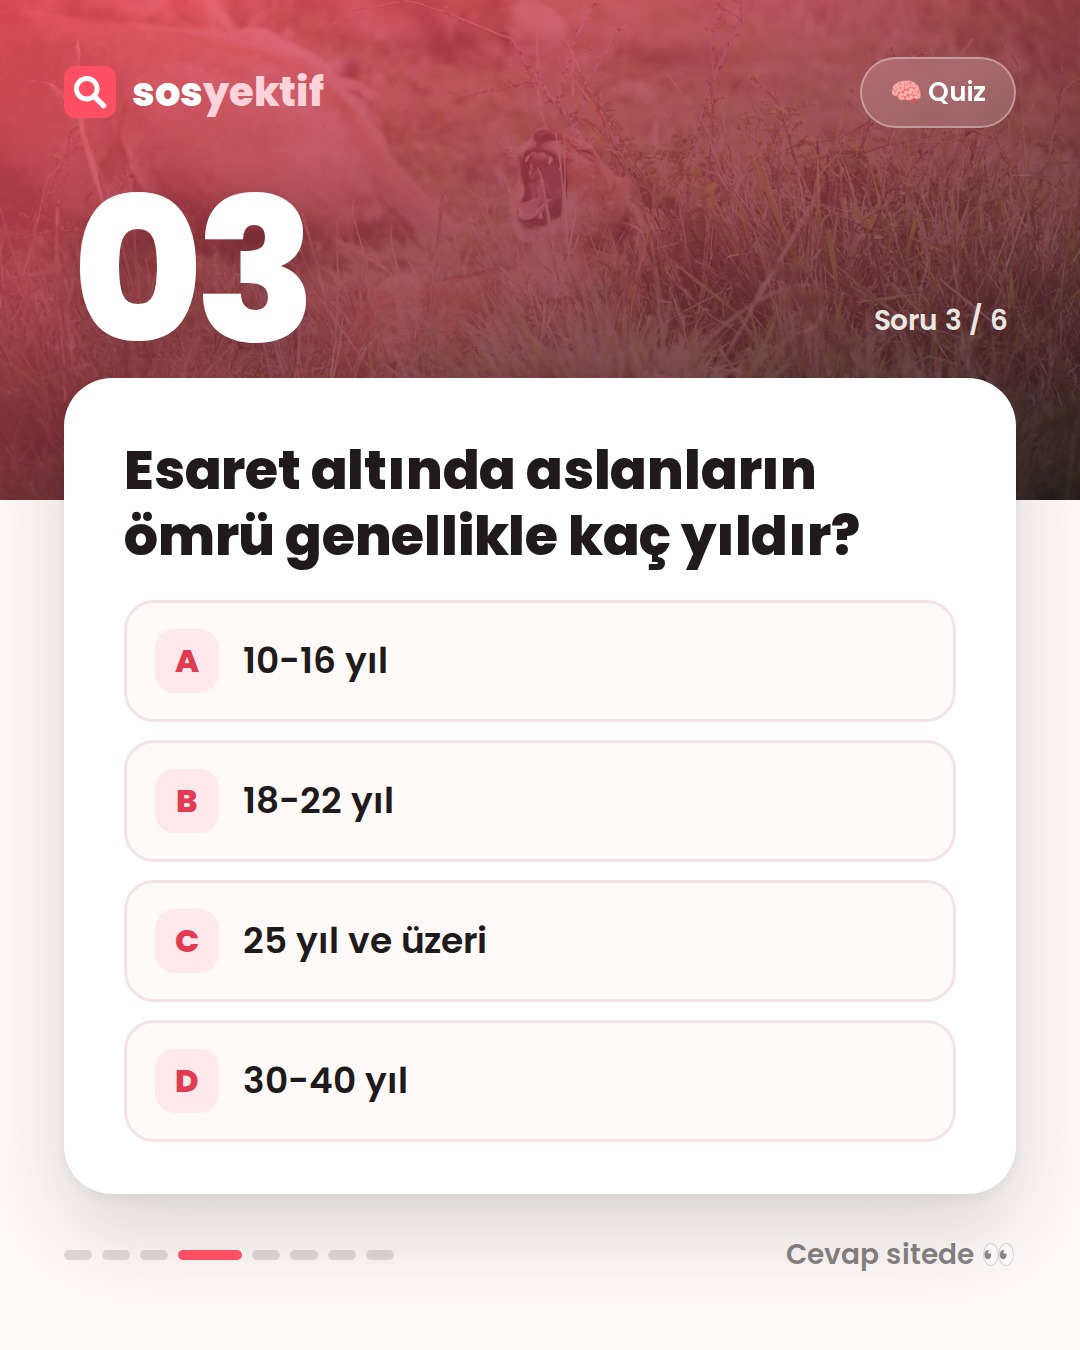 sosyektif
🧠 Quiz
03
Soru 3 / 6
Esaret altında aslanların
ömrü genellikle kaç yıldır?
A 10-16 yıl
B 18-22 yıl
C 25 yıl ve üzeri
D 30-40 yıl
Cevap sitede 👀